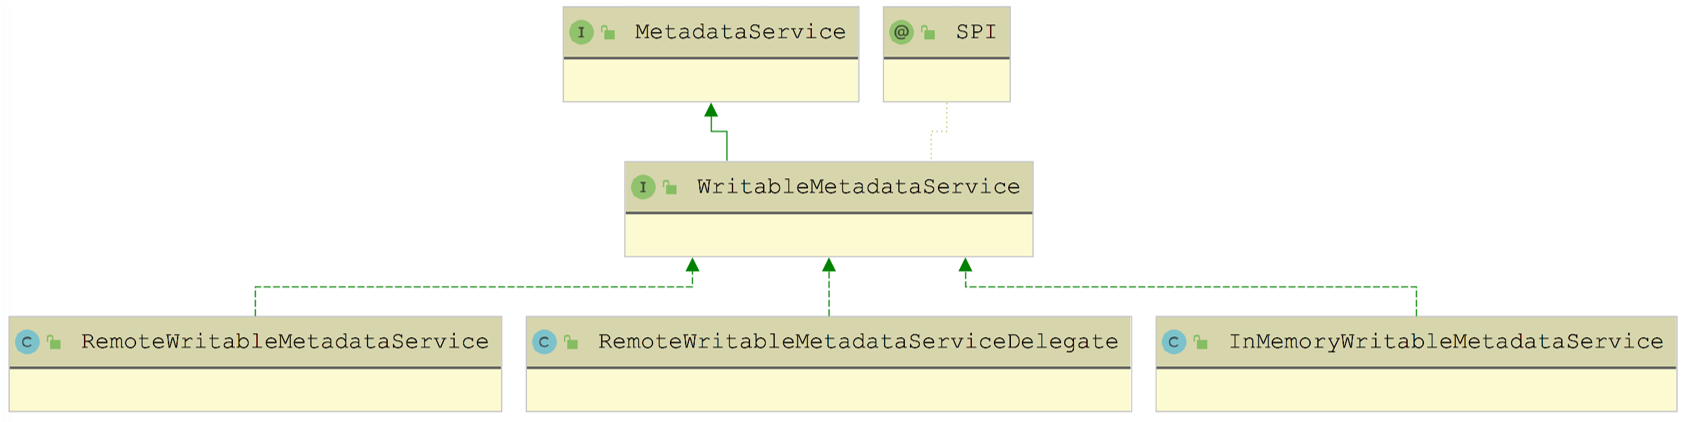 I MetadataService
@ SPI
I WritableMetadataService
C RemoteWritableMetadataService
C RemoteWritableMetadataServiceDelegate
C InMemoryWritableMetadataService